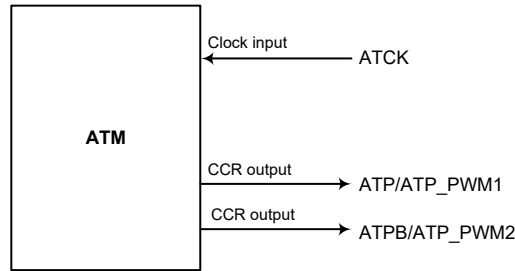 Clock input
ATCK
ATM
CCR output
ATP/ATP_PWM1
CCR output
ATPB/ATP_PWM2